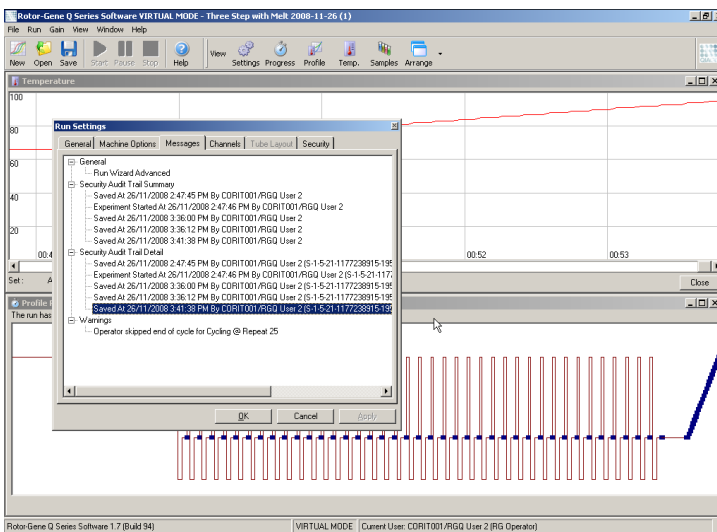 Rotor-Gene Q Series Software VIRTUAL MODE - Three Step with Melt 2008-11-26 (1)
File Run Gain View Window Help
New Open Save Start Pause Stop Help View Settings Progress Profile Temp. Samples Arrange
Temperature
100
80
60
40
20
00:52 00:53
Set :
Close
Run Settings
General Machine Options Messages Channels Tube Layout Security
General
Run Wizard Advanced
Security Audit Trail Summary
Saved At 26/11/2008 2:47:45 PM By CORIT001/RGQ User 2
Experiment Started At 26/11/2008 2:47:46 PM By CORIT001/RGQ User 2
Saved At 26/11/2008 3:36:00 PM By CORIT001/RGQ User 2
Saved At 26/11/2008 3:36:12 PM By CORIT001/RGQ User 2
Saved At 26/11/2008 3:41:38 PM By CORIT001/RGQ User 2
Security Audit Trail Detail
Saved At 26/11/2008 2:47:45 PM By CORIT001/RGQ User 2 (S-1-5-21-1177238915-195
Experiment Started At 26/11/2008 2:47:46 PM By CORIT001/RGQ User 2 (S-1-5-21-117
Saved At 26/11/2008 3:36:00 PM By CORIT001/RGQ User 2 (S-1-5-21-1177238915-195
Saved At 26/11/2008 3:36:12 PM By CORIT001/RGQ User 2 (S-1-5-21-1177238915-195
Saved At 26/11/2008 3:41:38 PM By CORIT001/RGQ User 2 (S-1-5-21-1177238915-195
Warnings
Operator skipped end of cycle for Cycling @ Repeat 25
OK Cancel Apply
Profile
The run has
Rotor-Gene Q Series Software 1.7 (Build 94) VIRTUAL MODE Current User: CORIT001/RGQ User 2 (RG Operator)